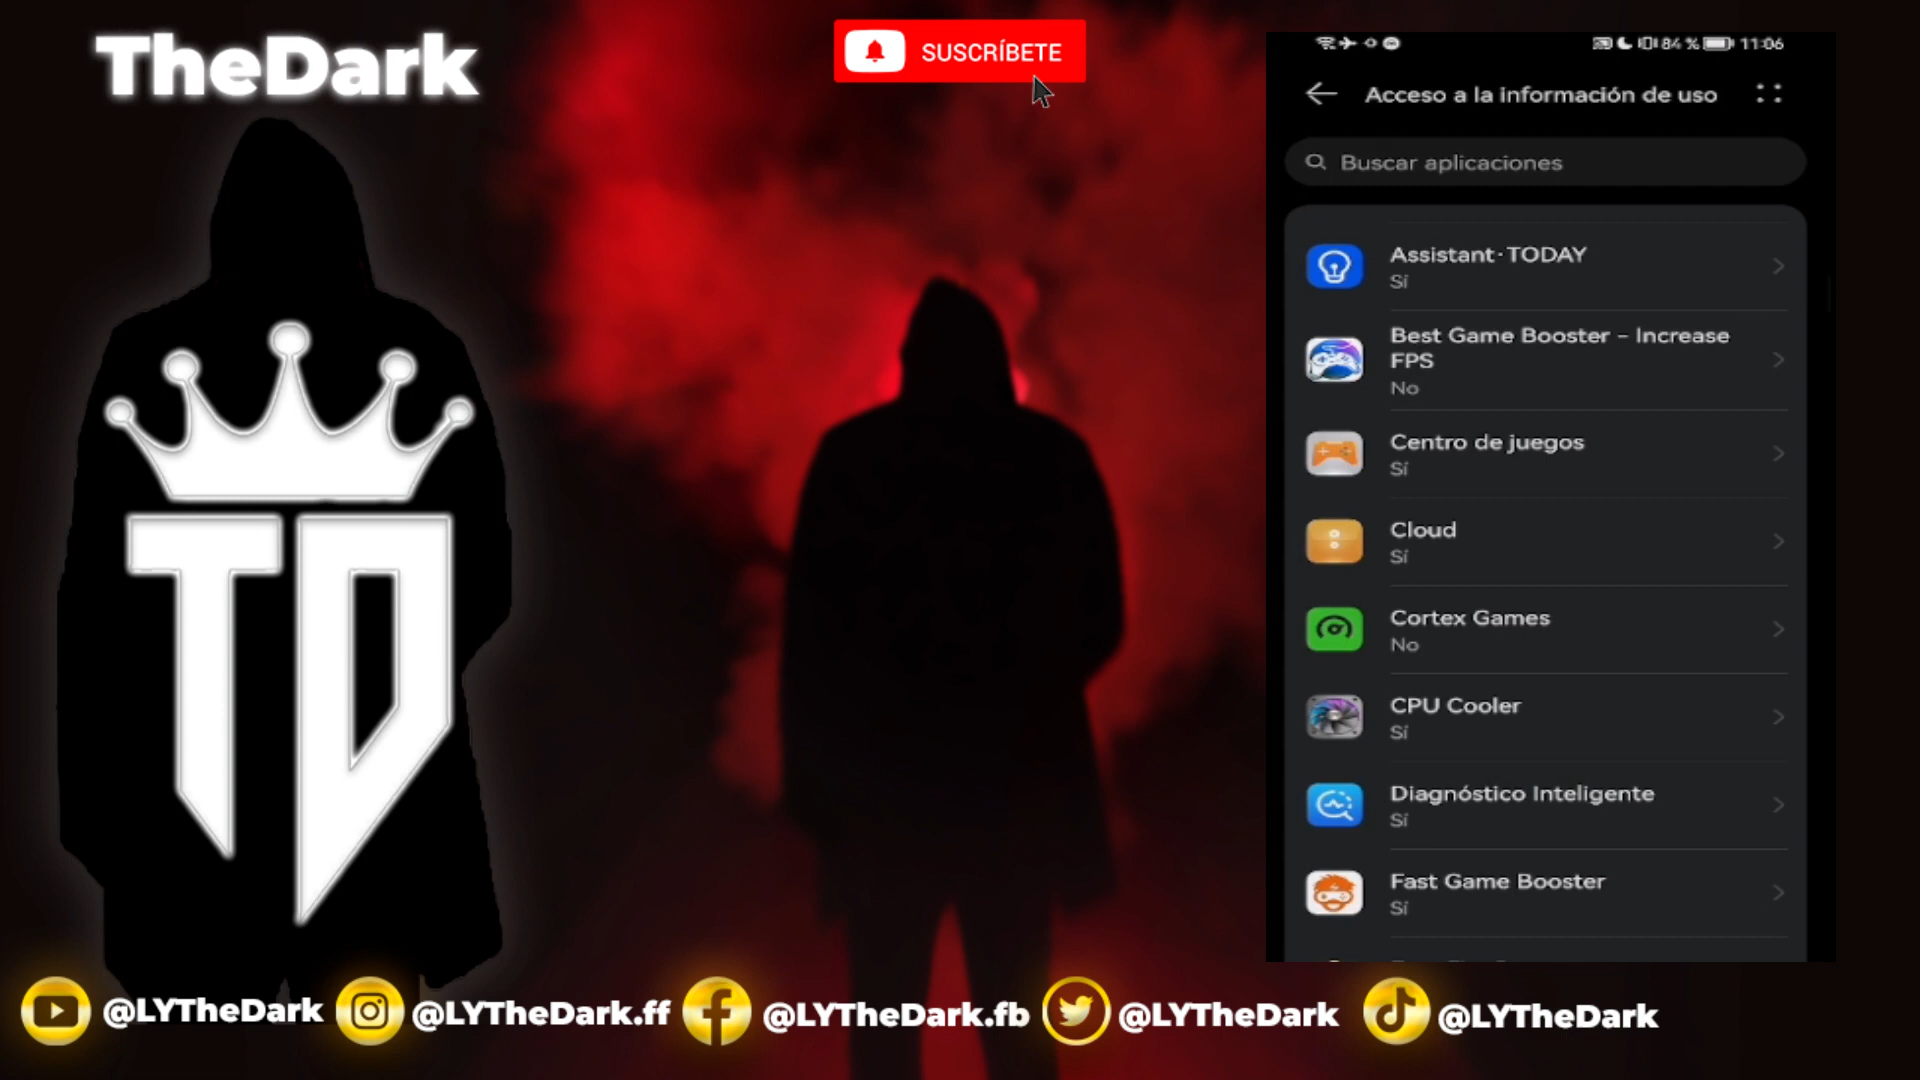 TheDark
SUSCRÍBETE
84 % 11:06
Acceso a la información de uso
Buscar aplicaciones
Assistant·TODAY
Sí
Best Game Booster – Increase
FPS
No
Centro de juegos
Sí
Cloud
Sí
Cortex Games
No
CPU Cooler
Sí
Diagnóstico Inteligente
Sí
Fast Game Booster
Sí
TD
@LYTheDark
@LYTheDark.ff
@LYTheDark.fb
@LYTheDark
@LYTheDark